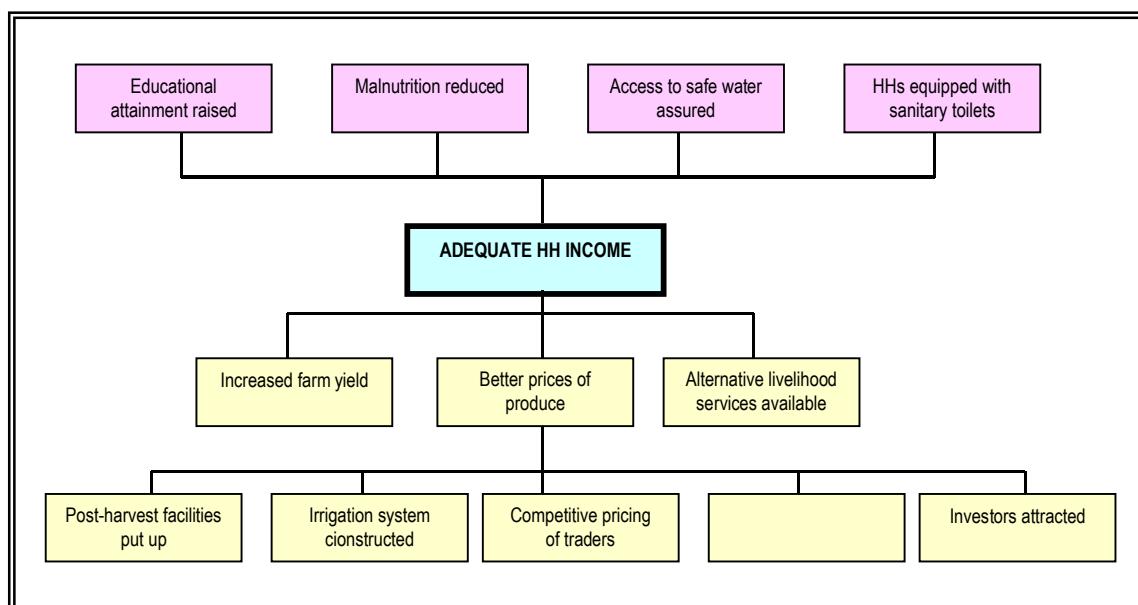 Educational
attainment raised
Malnutrition reduced
Access to safe water
assured
HHs equipped with
sanitary toilets
ADEQUATE HH INCOME
Increased farm yield
Better prices of
produce
Alternative livelihood
services available
Post-harvest facilities
put up
Irrigation system
cionstructed
Competitive pricing
of traders
Investors attracted